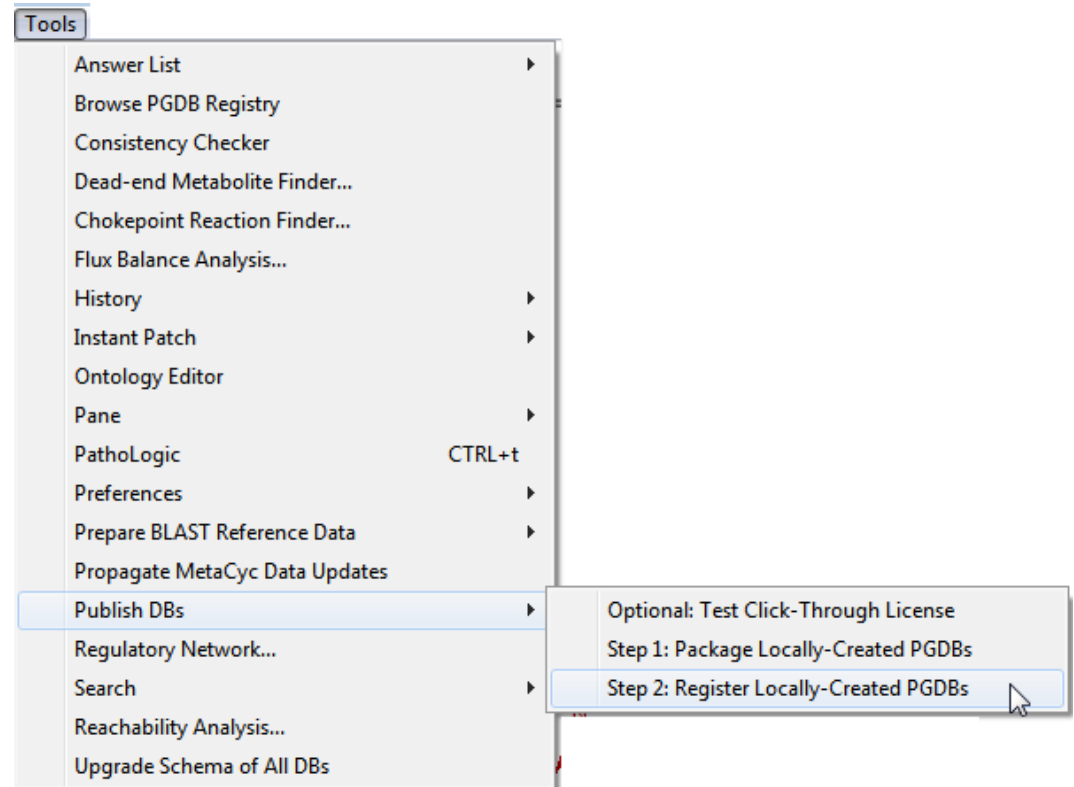 Tools
Answer List
Browse PGDB Registry
Consistency Checker
Dead-end Metabolite Finder...
Chokepoint Reaction Finder...
Flux Balance Analysis...
History
Instant Patch
Ontology Editor
Pane
PathoLogic CTRL+t
Preferences
Prepare BLAST Reference Data
Propagate MetaCyc Data Updates
Publish DBs
Optional: Test Click-Through License
Step 1: Package Locally-Created PGDBs
Step 2: Register Locally-Created PGDBs
Regulatory Network...
Search
Reachability Analysis...
Upgrade Schema of All DBs